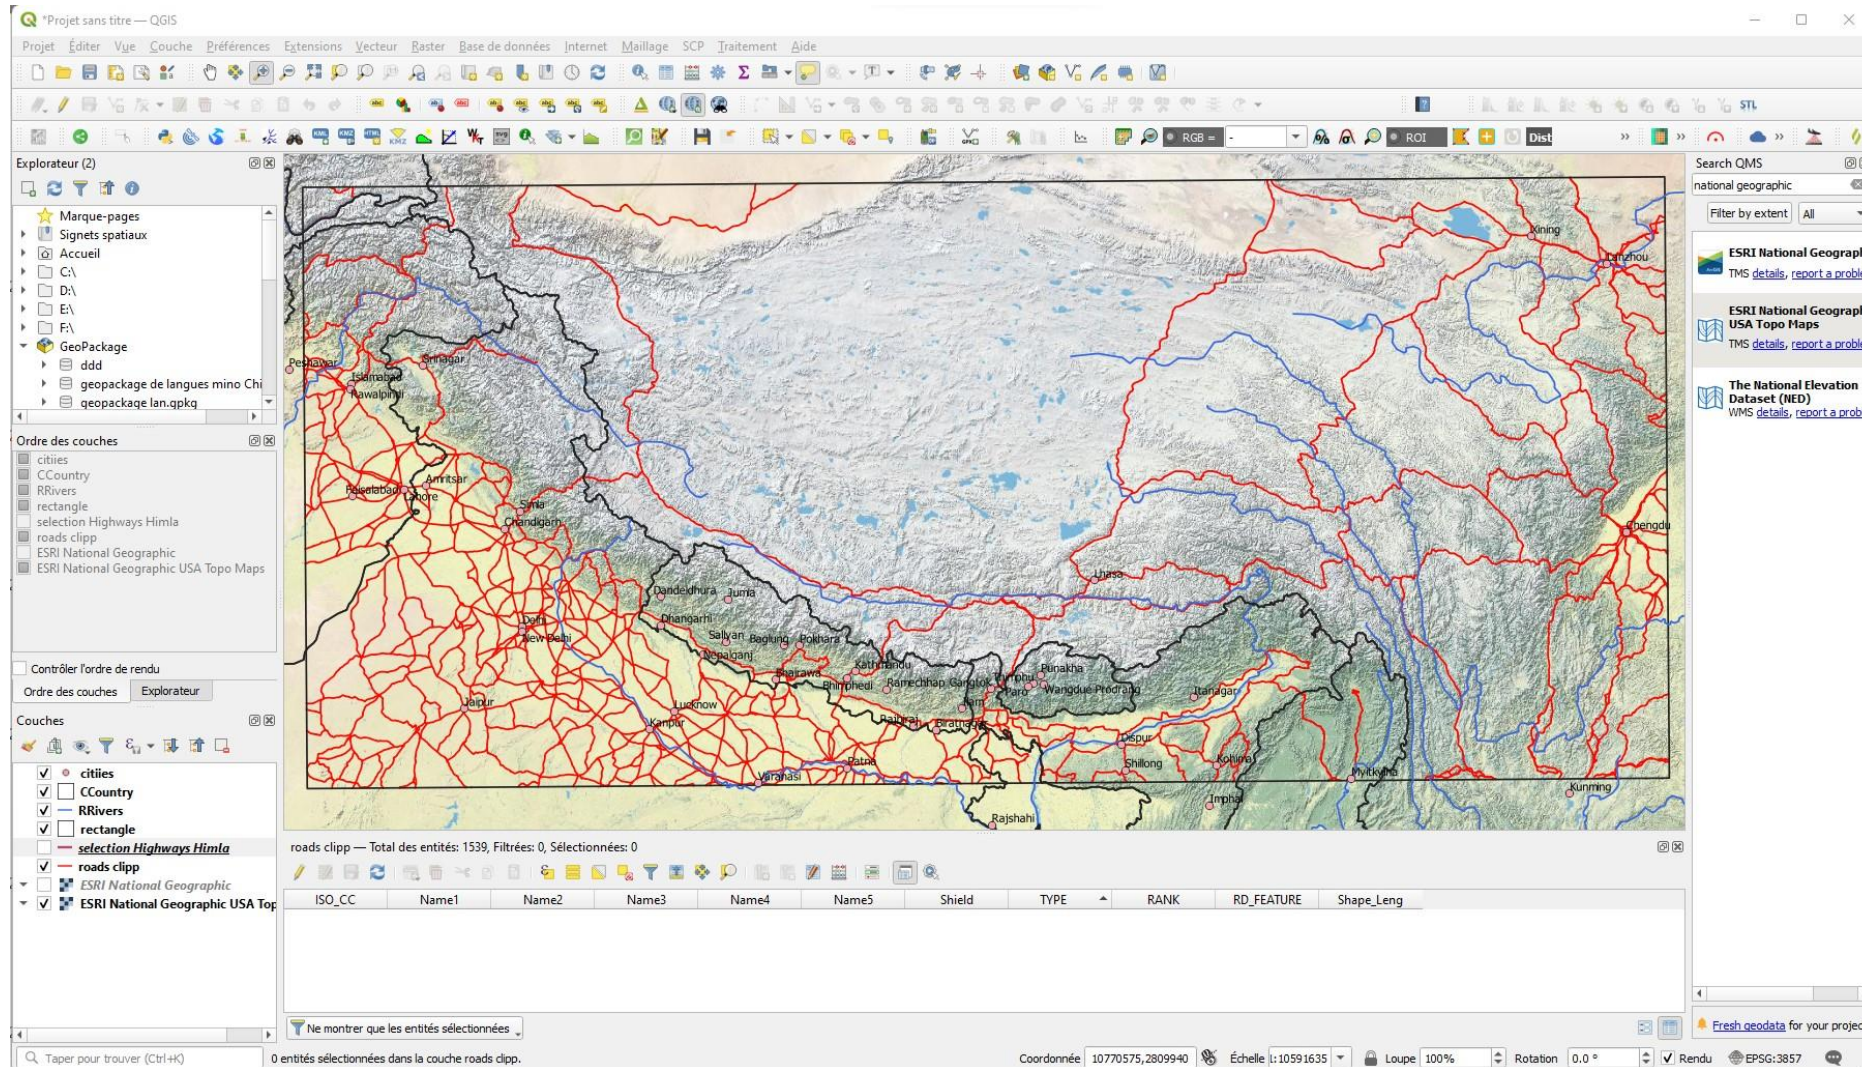 *Projet sans titre — QGIS
Projet Éditer Vue Couche Préférences Extensions Vecteur Raster Base de données Internet Maillage SCP Traitement Aide
STL
RGB = - ROI Dist
Explorateur (2)
Marque-pages
Signets spatiaux
Accueil
C:\
D:\
E:\
F:\
GeoPackage
ddd
geopackage de langues mino Chi
geopackage lan.gpkg
Ordre des couches
citiies
CCountry
RRivers
rectangle
selection Highways Himla
roads clipp
ESRI National Geographic
ESRI National Geographic USA Topo Maps
Contrôler l'ordre de rendu
Ordre des couches Explorateur
Couches
citiies
CCountry
RRivers
rectangle
selection Highways Himla
roads clipp
ESRI National Geographic
ESRI National Geographic USA Top
Taper pour trouver (Ctrl+K)
Xining
Lanzhou
Peshawar
Srinagar
Islamabad
Rawalpindi
Amritsar
Faisalabad
Lahore
Simla
Chandigarh
Chengdu
Lhasa
Dandeldhura Jumla
Dhangarhi
Delhi
New Delhi
Sallyan Baglung Pokhara
Nepalganj
Kathmandu
Punakha
Bhairawa
Bhimphedi Ramechhap Gangtok Thimphu
Paro Wangdue Prodrang
Itanagar
Jaipur
Lucknow
Ilam
Kanpur
Rajbiraj Biratnagar
Dispur
Patna
Shillong
Kohima
Varanasi
Myitkyina
Kunming
Imphal
Rajshahi
roads clipp — Total des entités: 1539, Filtrées: 0, Sélectionnées: 0
ISO_CC Name1 Name2 Name3 Name4 Name5 Shield TYPE RANK RD_FEATURE Shape_Leng
Ne montrer que les entités sélectionnées
0 entités sélectionnées dans la couche roads clipp.
Coordonnée 10770575,2809940 Échelle 1:10591635 Loupe 100% Rotation 0.0 ° Rendu EPSG:3857
Search QMS
national geographic
Filter by extent All
ESRI National Geograph
TMS details, report a proble
ESRI National Geograph
USA Topo Maps
TMS details, report a proble
The National Elevation
Dataset (NED)
WMS details, report a prob
Fresh geodata for your projec